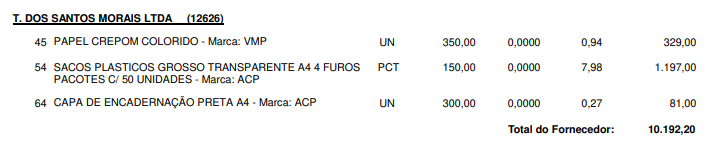 T. DOS SANTOS MORAIS LTDA (12626)
45 PAPEL CREPOM COLORIDO - Marca: VMP UN 350,00 0,0000 0,94 329,00
54 SACOS PLASTICOS GROSSO TRANSPARENTE A4 4 FUROS PCT 150,00 0,0000 7,98 1.197,00
PACOTES C/ 50 UNIDADES - Marca: ACP
64 CAPA DE ENCADERNAÇÃO PRETA A4 - Marca: ACP UN 300,00 0,0000 0,27 81,00
Total do Fornecedor: 10.192,20